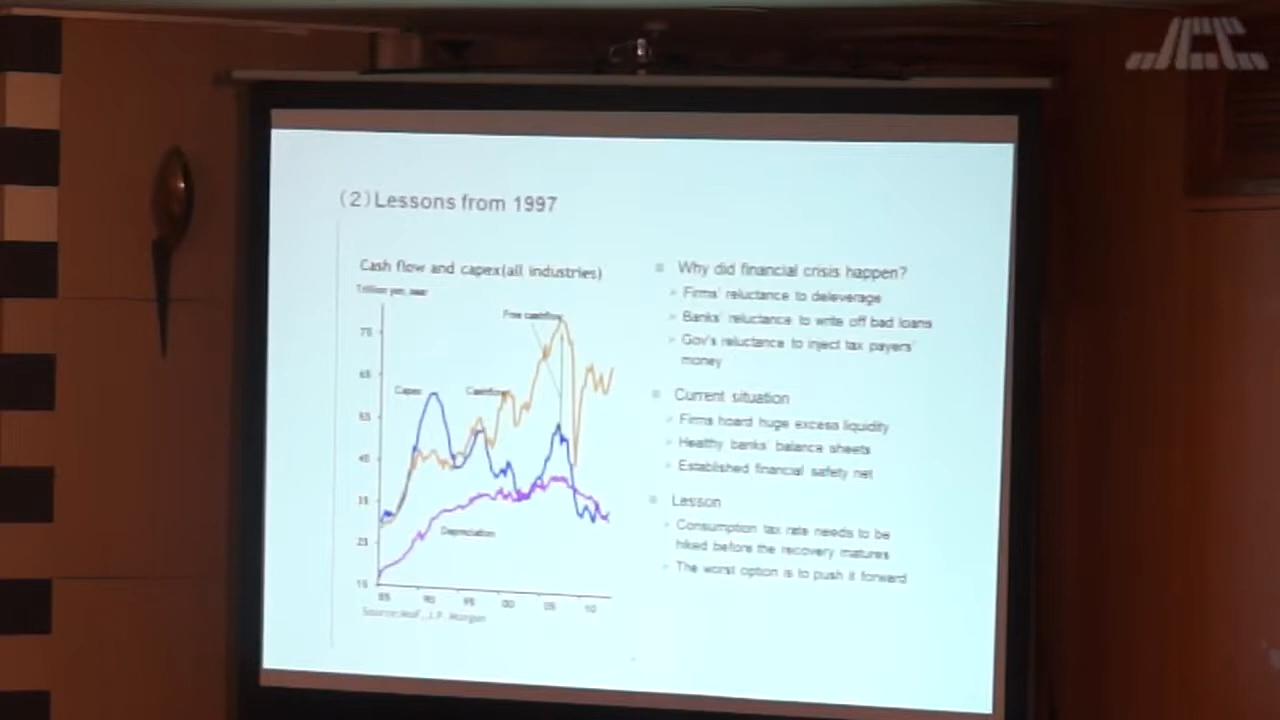 JCC
(2)Lessons from 1997
Cash flow and capex(all industries)
Trillion yen,
Free cashflow
75
65
55
45
35
25
15
Capex
Cashflow
Depreciation
85 90 95 00 05 10
Source:MoF, J.P. Morgan
Why did financial crisis happen?
Firms' reluctance to deleverage
Banks' reluctance to write off bad loans
Gov's reluctance to inject tax payers'
money
Current situation
Firms hoard huge excess liquidity
Healthy banks' balance sheets
Established financial safety net
Lesson
Consumption tax rate needs to be
hiked before the recovery matures
The worst option is to push it forward